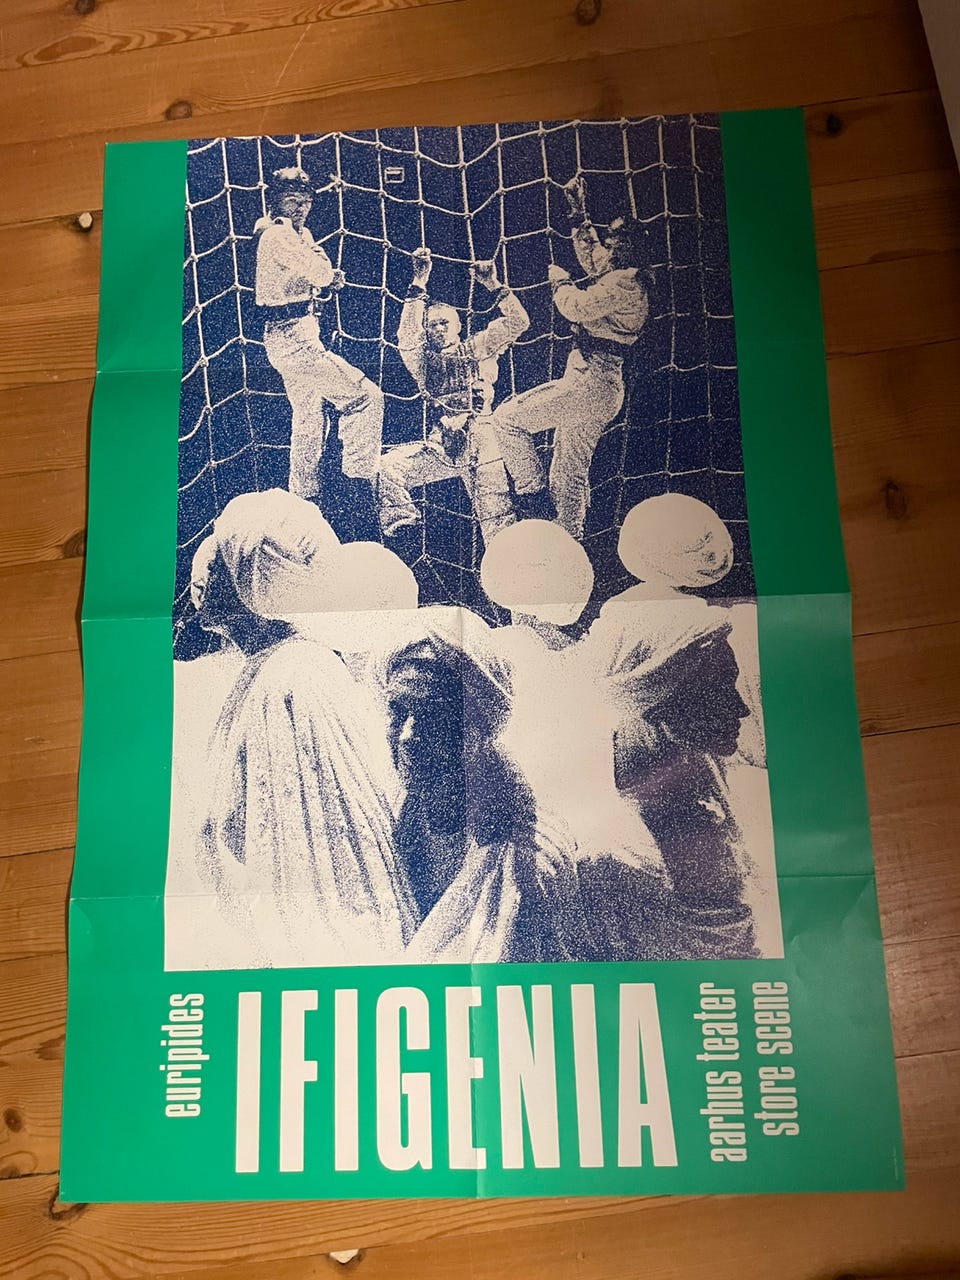 euripides
IFIGENIA
aarhus teater
store scene